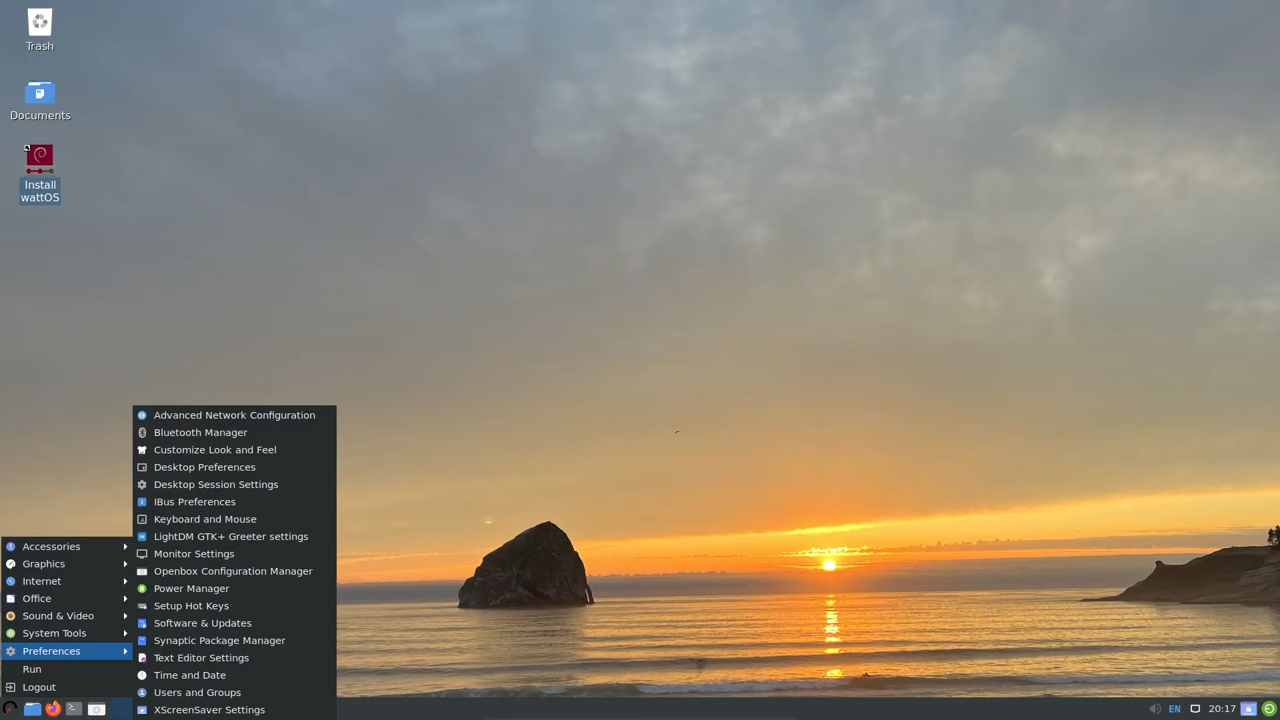 Trash
Documents
Install
wattOS
Advanced Network Configuration
Bluetooth Manager
Customize Look and Feel
Desktop Preferences
Desktop Session Settings
IBus Preferences
Keyboard and Mouse
LightDM GTK+ Greeter settings
Monitor Settings
Openbox Configuration Manager
Power Manager
Setup Hot Keys
Software & Updates
Synaptic Package Manager
Text Editor Settings
Time and Date
Users and Groups
XScreenSaver Settings
Accessories
Graphics
Internet
Office
Sound & Video
System Tools
Preferences
Run
Logout
EN 20:17